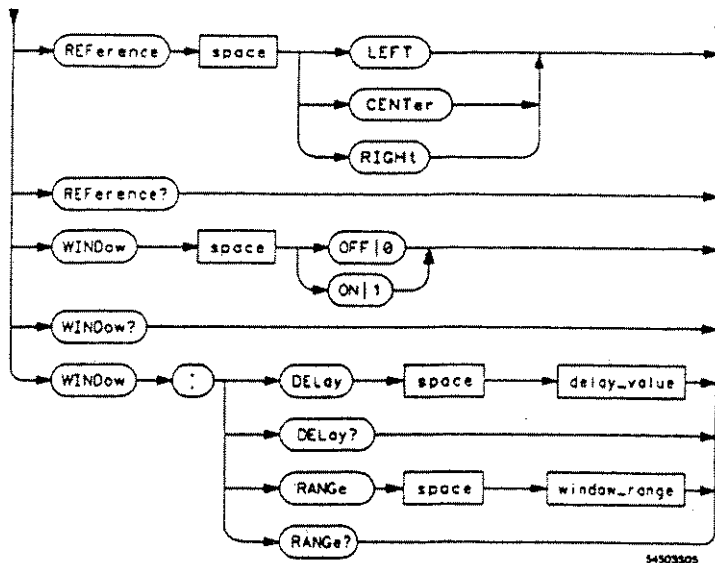 REFerence space LEFT
CENTer
RIGHt
REFerence?
WINDow space OFF|0
ON|1
WINDow?
WINDow : DELay space delay_value
DELay?
RANGe space window_range
RANGe?
54503S05